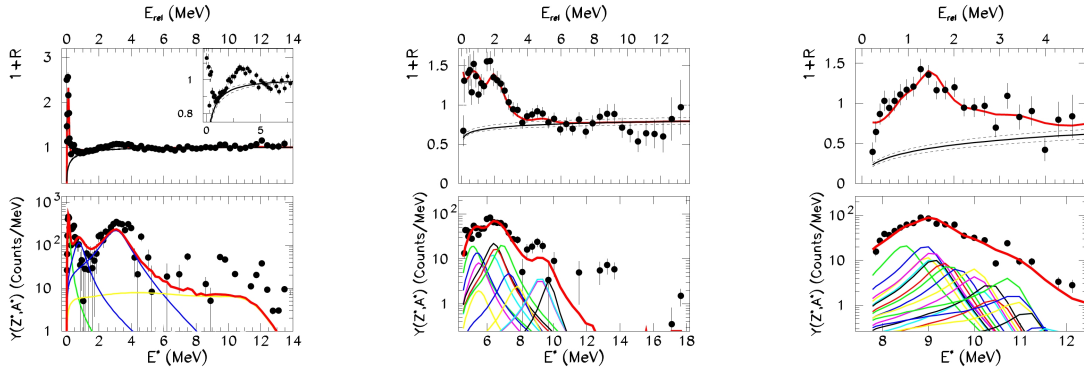 E_rel (MeV)
0 2 4 6 8 10 12 14
1+R
3
2
1
1
0.8
0 5
Y(Z*,A*) (Counts/MeV)
10^3
10^2
10
1
0 2 4 6 8 10 12 14
E* (MeV)
E_rel (MeV)
0 2 4 6 8 10 12
1+R
1.5
1
0.5
0
Y(Z*,A*) (Counts/MeV)
10^2
10
1
6 8 10 12 14 16 18
E* (MeV)
E_rel (MeV)
0 1 2 3 4
1+R
1.5
1
0.5
0
Y(Z*,A*) (Counts/MeV)
10^2
10
1
8 9 10 11 12
E* (MeV)